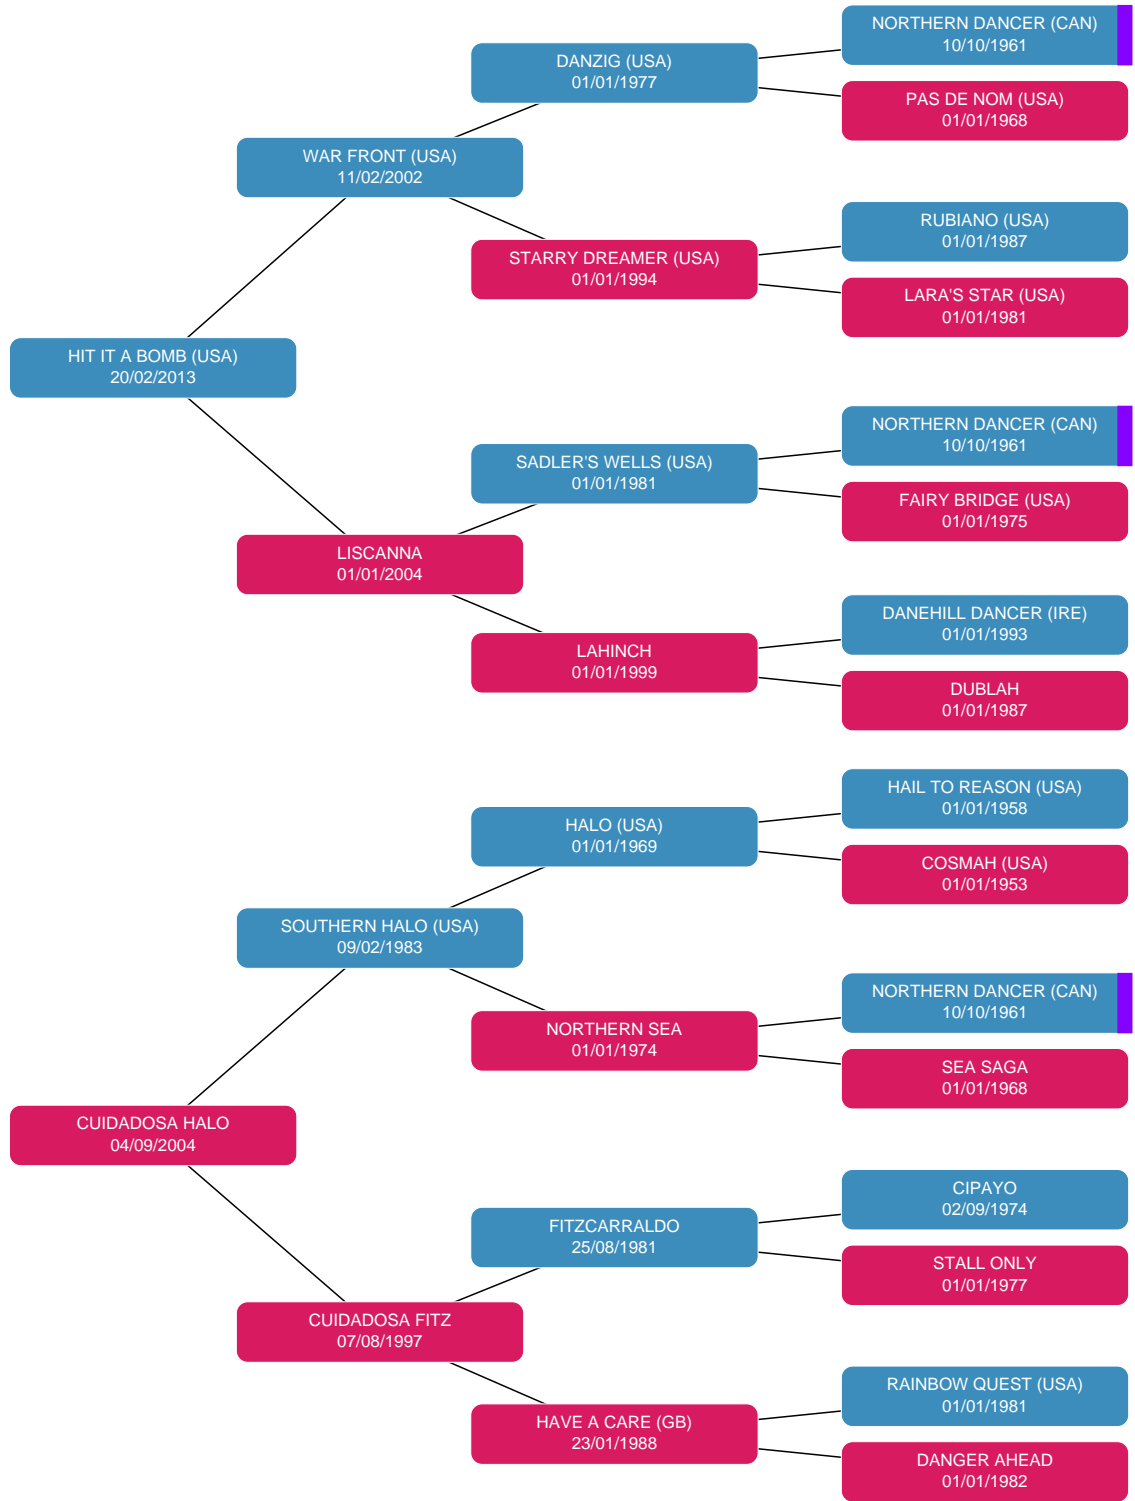 NORTHERN DANCER (CAN)
10/10/1961
DANZIG (USA)
01/01/1977
PAS DE NOM (USA)
01/01/1968
WAR FRONT (USA)
11/02/2002
RUBIANO (USA)
01/01/1987
STARRY DREAMER (USA)
01/01/1994
LARA'S STAR (USA)
01/01/1981
HIT IT A BOMB (USA)
20/02/2013
NORTHERN DANCER (CAN)
10/10/1961
SADLER'S WELLS (USA)
01/01/1981
FAIRY BRIDGE (USA)
01/01/1975
LISCANNA
01/01/2004
DANEHILL DANCER (IRE)
01/01/1993
LAHINCH
01/01/1999
DUBLAH
01/01/1987
HAIL TO REASON (USA)
01/01/1958
HALO (USA)
01/01/1969
COSMAH (USA)
01/01/1953
SOUTHERN HALO (USA)
09/02/1983
NORTHERN DANCER (CAN)
10/10/1961
NORTHERN SEA
01/01/1974
SEA SAGA
01/01/1968
CUIDADOSA HALO
04/09/2004
CIPAYO
02/09/1974
FITZCARRALDO
25/08/1981
STALL ONLY
01/01/1977
CUIDADOSA FITZ
07/08/1997
RAINBOW QUEST (USA)
01/01/1981
HAVE A CARE (GB)
23/01/1988
DANGER AHEAD
01/01/1982